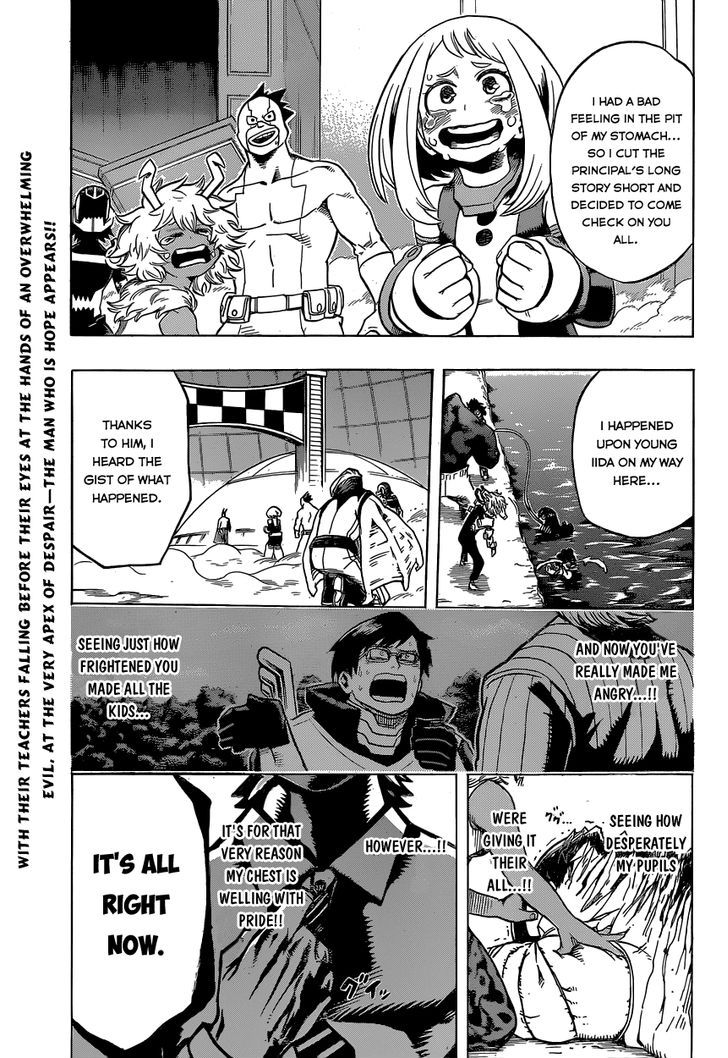 WITH THEIR TEACHERS FALLING BEFORE THEIR EYES AT THE HANDS OF AN OVERWHELMING
EVIL, AT THE VERY APEX OF DESPAIR—THE MAN WHO IS HOPE APPEARS!!
I HAD A BAD
FEELING IN THE PIT
OF MY STOMACH...
SO I CUT THE
PRINCIPAL'S LONG
STORY SHORT AND
DECIDED TO COME
CHECK ON YOU
ALL.
I HAPPENED
UPON YOUNG
IIDA ON MY WAY
HERE...
THANKS
TO HIM, I
HEARD THE
GIST OF WHAT
HAPPENED.
AND NOW YOU'VE
REALLY MADE ME
ANGRY...!!
SEEING JUST HOW
FRIGHTENED YOU
MADE ALL THE
KIDS...
SEEING HOW
DESPERATELY
MY PUPILS
WERE
GIVING IT
THEIR
ALL...!!
ググ...
HOWEVER...!!
IT'S FOR THAT
VERY REASON
MY CHEST IS
WELLING WITH
PRIDE!!
グイッ
IT'S ALL
RIGHT
NOW.